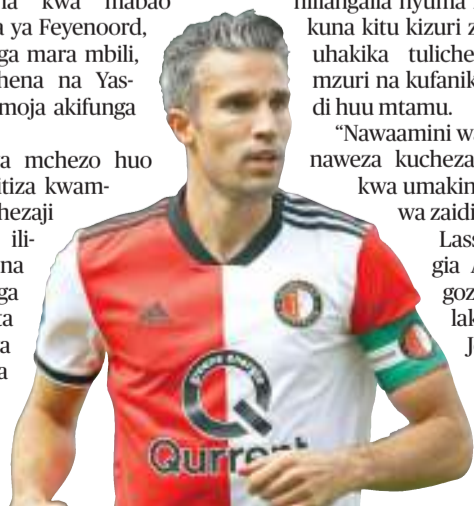 kwa mabao
a ya Feyenoord,
ga mara mbili,
hena na Yas-
moja akifunga
a mchezo huo
itiza kwam-
hezaji
ili-
na
ga
ta
a
a
niliangalia nyuma
kuna kitu kizuri z
uhakika tuliche
mzuri na kufanik
di huu mtamu.
“Nawaamini wa
naweza kucheza
kwa umakin
wa zaidi
Lass
gia A
goz
lak
J
Qurrent